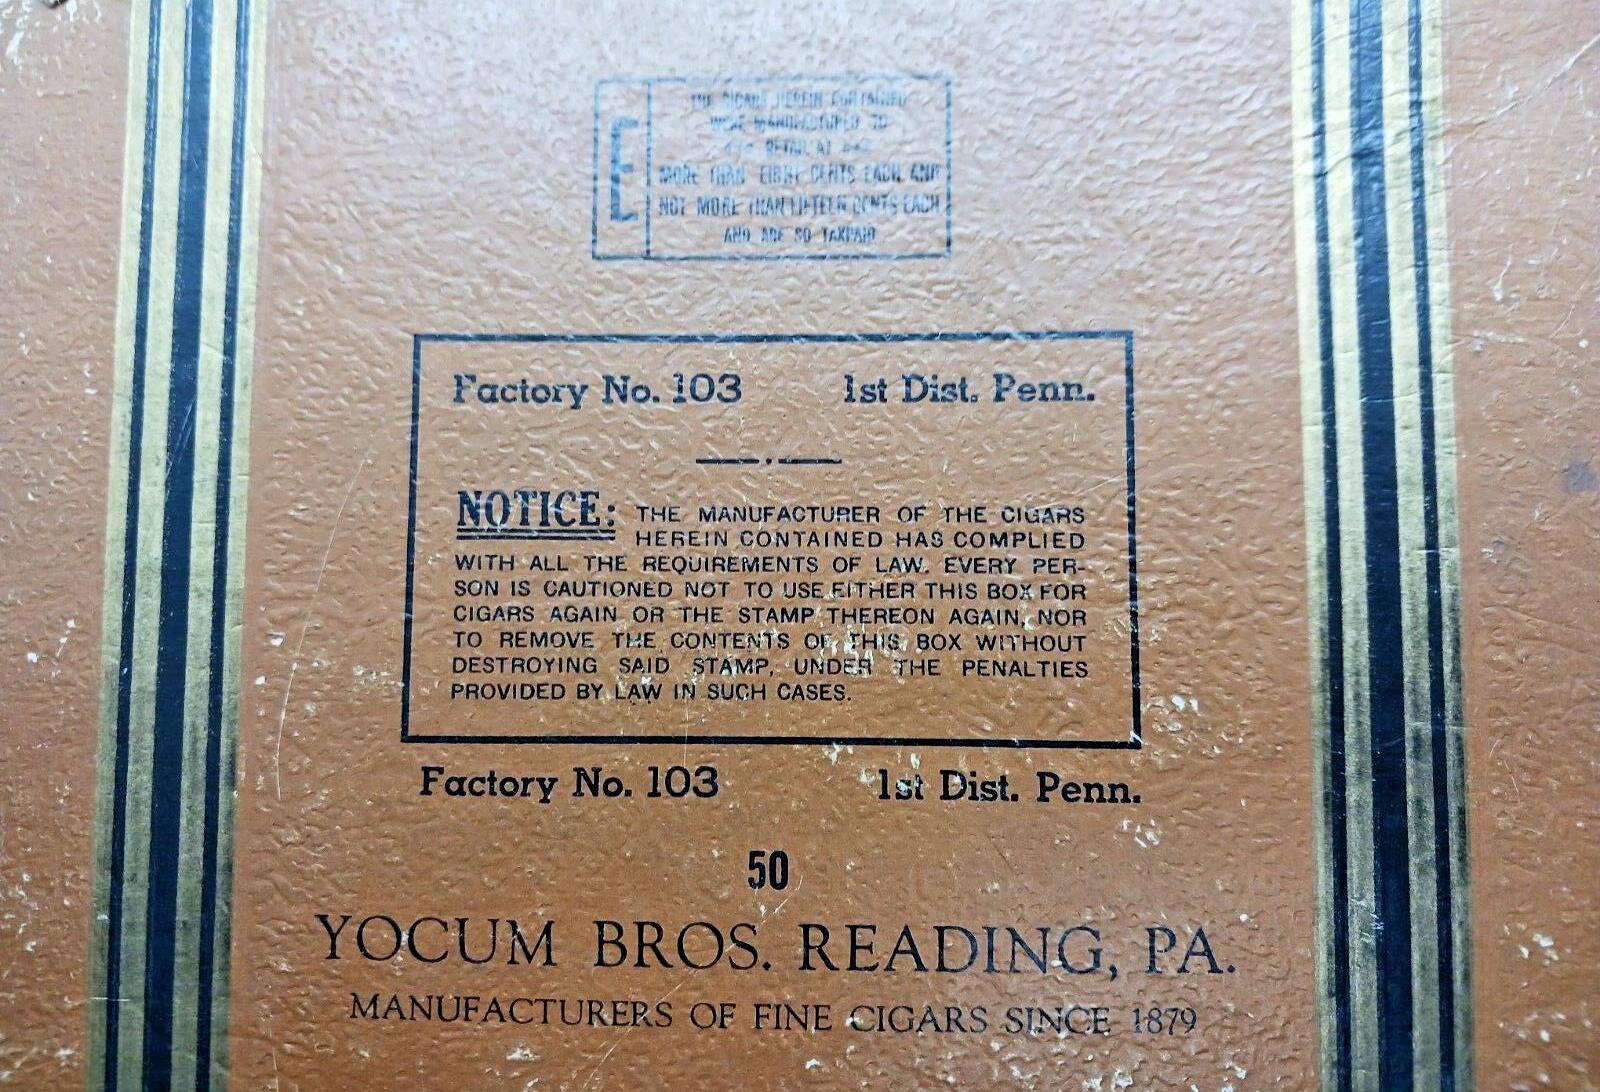 E
THE CIGARS HEREIN CONTAINED
WERE MANUFACTURED TO
RETAIL AT
MORE THAN EIGHT CENTS EACH AND
NOT MORE THAN FIFTEEN CENTS EACH
AND ARE SO TAXPAID
Factory No. 103 1st Dist. Penn.
NOTICE: THE MANUFACTURER OF THE CIGARS
HEREIN CONTAINED HAS COMPLIED
WITH ALL THE REQUIREMENTS OF LAW. EVERY PER-
SON IS CAUTIONED NOT TO USE EITHER THIS BOX FOR
CIGARS AGAIN OR THE STAMP THEREON AGAIN, NOR
TO REMOVE THE CONTENTS OF THIS BOX WITHOUT
DESTROYING SAID STAMP, UNDER THE PENALTIES
PROVIDED BY LAW IN SUCH CASES.
Factory No. 103 1st Dist. Penn.
50
YOCUM BROS. READING, PA.
MANUFACTURERS OF FINE CIGARS SINCE 1879